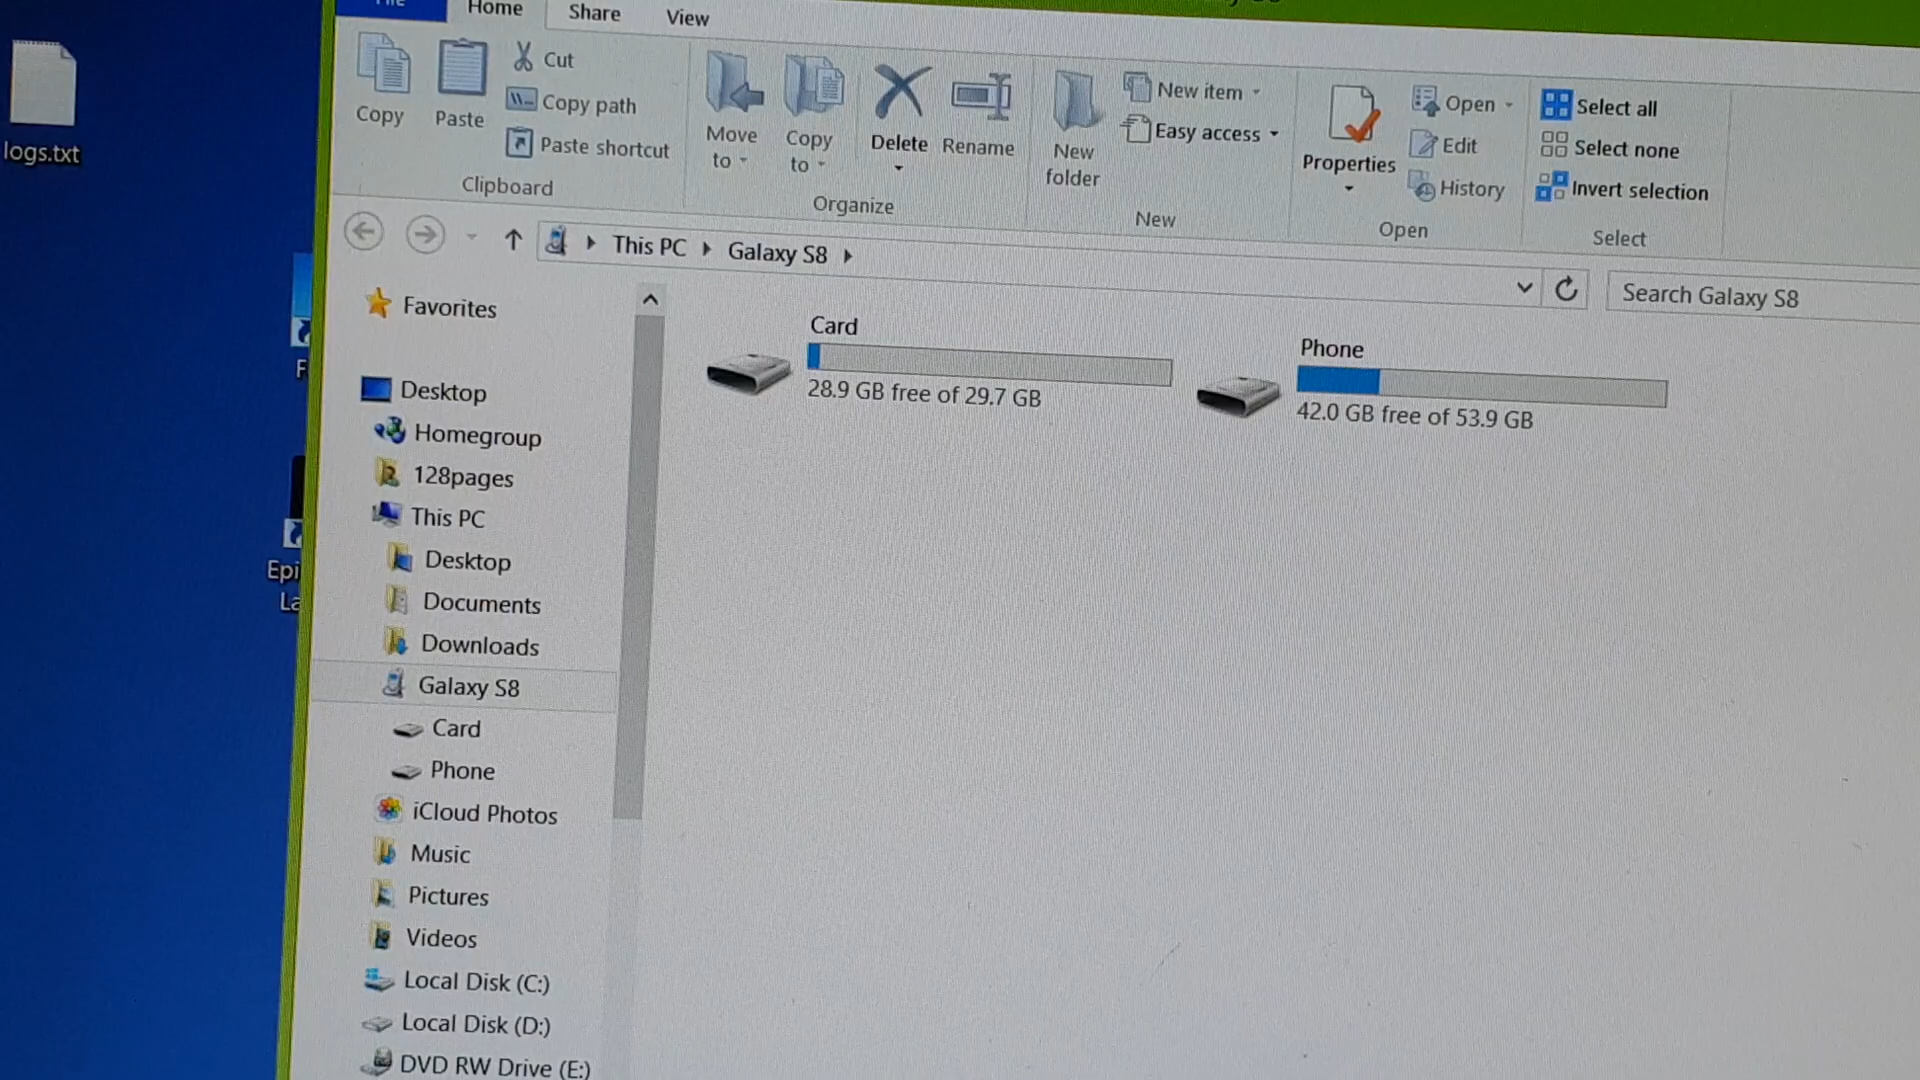 Home
Share
View
logs.txt
Copy
Paste
Cut
Copy path
Paste shortcut
Clipboard
Move
to
Copy
to
Delete
Rename
Organize
New
folder
New item
Easy access
New
Properties
Open
Edit
History
Open
Select all
Select none
Invert selection
Select
This PC
Galaxy S8
Search Galaxy S8
Favorites
Desktop
Homegroup
128pages
This PC
Desktop
Documents
Downloads
Galaxy S8
Card
Phone
iCloud Photos
Music
Pictures
Videos
Local Disk (C:)
Local Disk (D:)
DVD RW Drive (E:)
Card
28.9 GB free of 29.7 GB
Phone
42.0 GB free of 53.9 GB
F
Epi
La